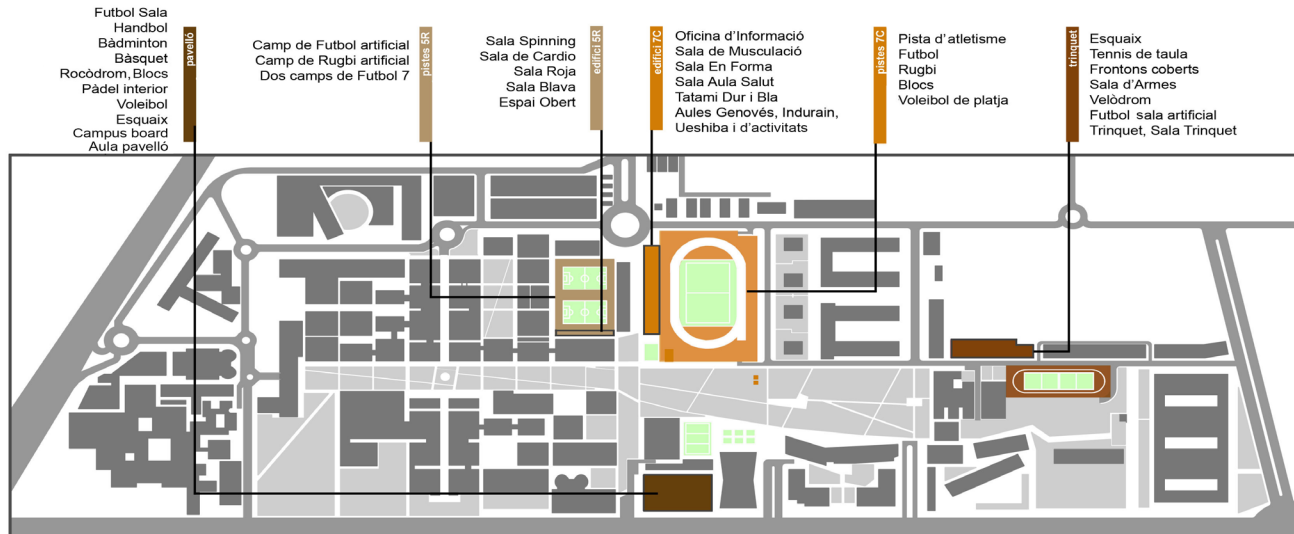 Futbol Sala
Handbol
Bàdminton
Bàsquet
Rocòdrom, Blocs
Pàdel interior
Voleibol
Esquaix
Campus board
Aula pavelló
pavelló
Camp de Futbol artificial
Camp de Rugbi artificial
Dos camps de Futbol 7
pistes 5R
Sala Spinning
Sala de Cardio
Sala Roja
Sala Blava
Espai Obert
edifici 5R
edifici 7C
Oficina d'Informació
Sala de Musculació
Sala En Forma
Sala Aula Salut
Tatami Dur i Bla
Aules Genovés, Indurain,
Ueshiba i d'activitats
pistes 7C
Pista d'atletisme
Futbol
Rugbi
Blocs
Voleibol de platja
trinquet
Esquaix
Tennis de taula
Frontons coberts
Sala d'Armes
Velòdrom
Futbol sala artificial
Trinquet, Sala Trinquet